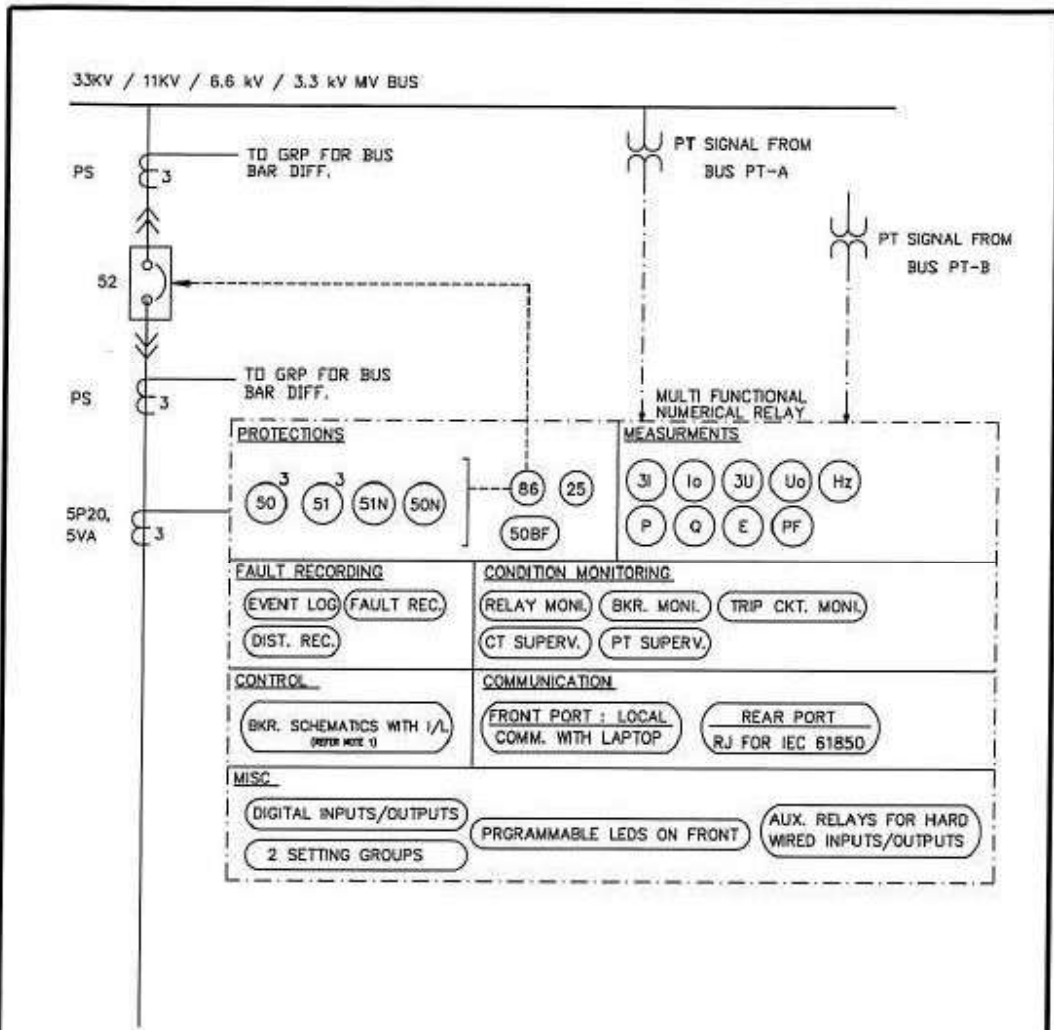 33KV / 11KV / 6.6 kV / 3.3 kV MV BUS
PS
3
TO GRP FOR BUS
BAR DIFF.
PT SIGNAL FROM
BUS PT-A
PT SIGNAL FROM
BUS PT-B
52
PS
3
TO GRP FOR BUS
BAR DIFF.
MULTI FUNCTIONAL
NUMERICAL RELAY
5P20,
5VA
3
PROTECTIONS
50 3
51 3
51N
50N
86
25
50BF
MEASURMENTS
3I
Io
3U
Uo
Hz
P
Q
E
PF
FAULT RECORDING
EVENT LOG
FAULT REC.
DIST. REC.
CONDITION MONITORING
RELAY MONI.
BKR. MONI.
TRIP CKT. MONI.
CT SUPERV.
PT SUPERV.
CONTROL
BKR. SCHEMATICS WITH I/L
(REFER NOTE 1)
COMMUNICATION
FRONT PORT : LOCAL
COMM. WITH LAPTOP
REAR PORT
RJ FOR IEC 61850
MISC
DIGITAL INPUTS/OUTPUTS
2 SETTING GROUPS
PRGRAMMABLE LEDS ON FRONT
AUX. RELAYS FOR HARD
WIRED INPUTS/OUTPUTS